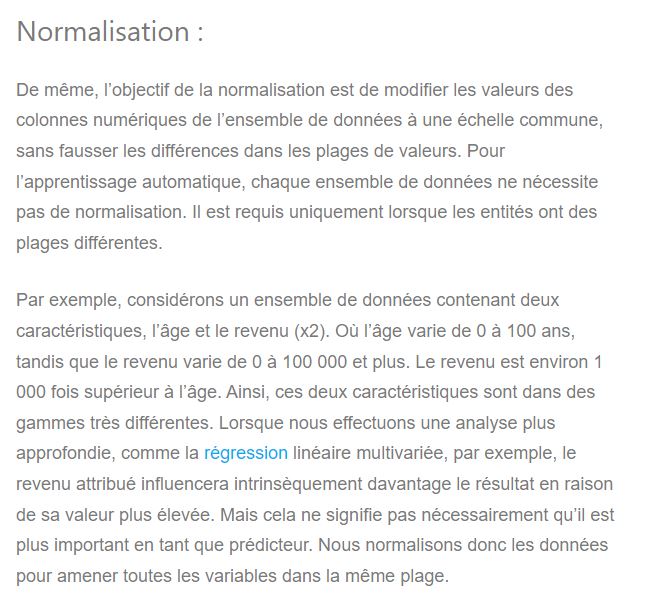 Normalisation :
De même, l’objectif de la normalisation est de modifier les valeurs des
colonnes numériques de l’ensemble de données à une échelle commune,
sans fausser les différences dans les plages de valeurs. Pour
l’apprentissage automatique, chaque ensemble de données ne nécessite
pas de normalisation. Il est requis uniquement lorsque les entités ont des
plages différentes.
Par exemple, considérons un ensemble de données contenant deux
caractéristiques, l’âge et le revenu (x2). Où l’âge varie de 0 à 100 ans,
tandis que le revenu varie de 0 à 100 000 et plus. Le revenu est environ 1
000 fois supérieur à l’âge. Ainsi, ces deux caractéristiques sont dans des
gammes très différentes. Lorsque nous effectuons une analyse plus
approfondie, comme la régression linéaire multivariée, par exemple, le
revenu attribué influencera intrinsèquement davantage le résultat en raison
de sa valeur plus élevée. Mais cela ne signifie pas nécessairement qu’il est
plus important en tant que prédicteur. Nous normalisons donc les données
pour amener toutes les variables dans la même plage.